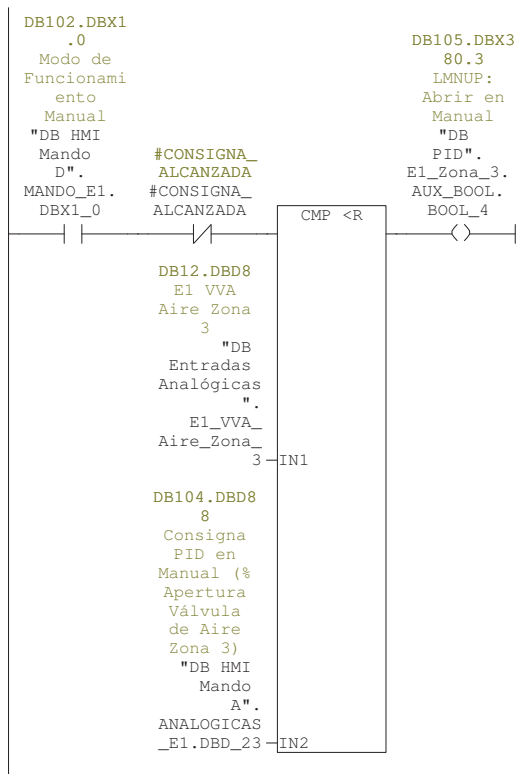 DB102.DBX1
.0
Modo de
Funcionami
ento
Manual
"DB HMI
Mando
D".
MANDO_E1.
DBX1_0
#CONSIGNA_
ALCANZADA
#CONSIGNA_
ALCANZADA
CMP <R
DB105.DBX3
80.3
LMNUP:
Abrir en
Manual
"DB
PID".
E1_Zona_3.
AUX_BOOL.
BOOL_4
DB12.DBD8
E1 VVA
Aire Zona
3
"DB
Entradas
Analógicas
".
E1_VVA_
Aire_Zona_
3
IN1
DB104.DBD8
8
Consigna
PID en
Manual (%
Apertura
Válvula
de Aire
Zona 3)
"DB HMI
Mando
A".
ANALOGICAS
_E1.DBD_23
IN2